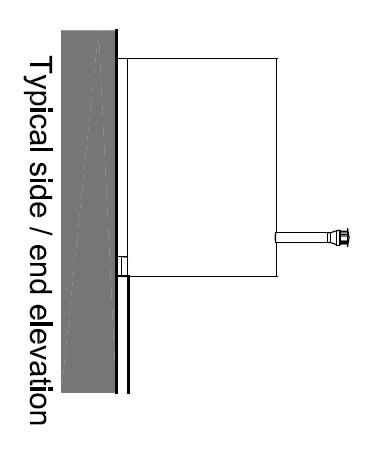 Typical side / end elevation